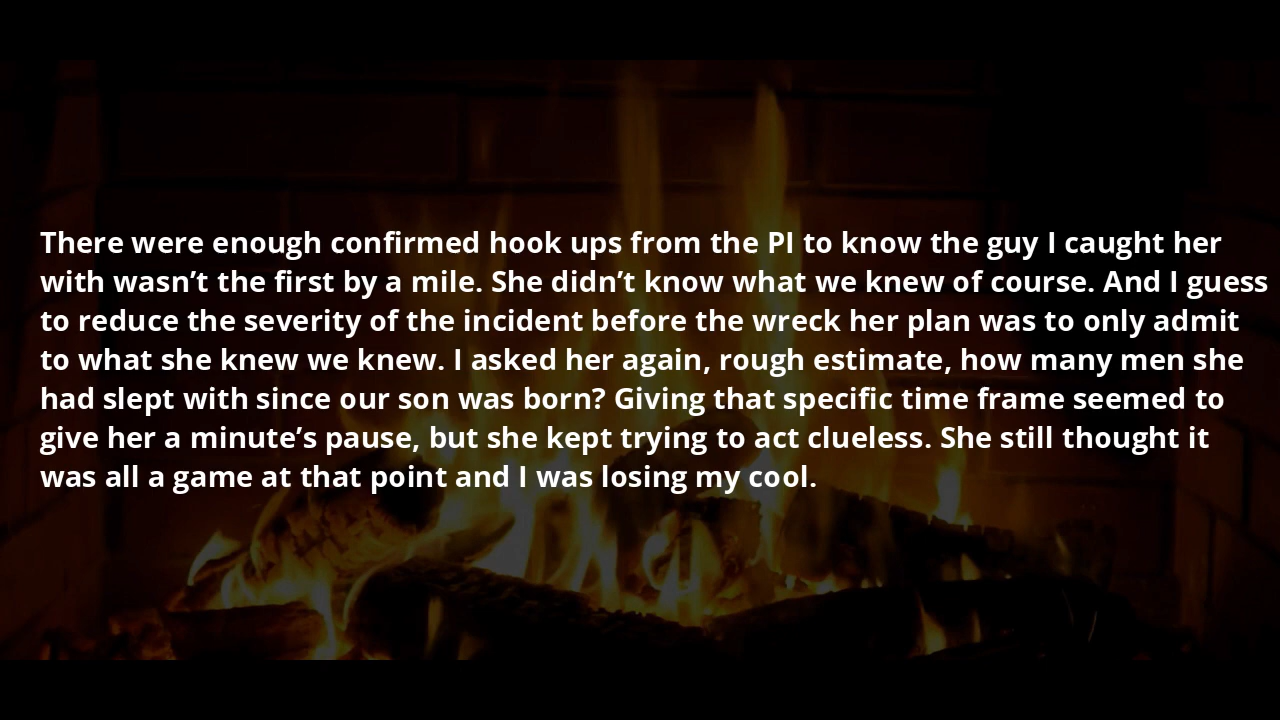 There were enough confirmed hook ups from the PI to know the guy I caught her
with wasn’t the first by a mile. She didn’t know what we knew of course. And I guess
to reduce the severity of the incident before the wreck her plan was to only admit
to what she knew we knew. I asked her again, rough estimate, how many men she
had slept with since our son was born? Giving that specific time frame seemed to
give her a minute’s pause, but she kept trying to act clueless. She still thought it
was all a game at that point and I was losing my cool.